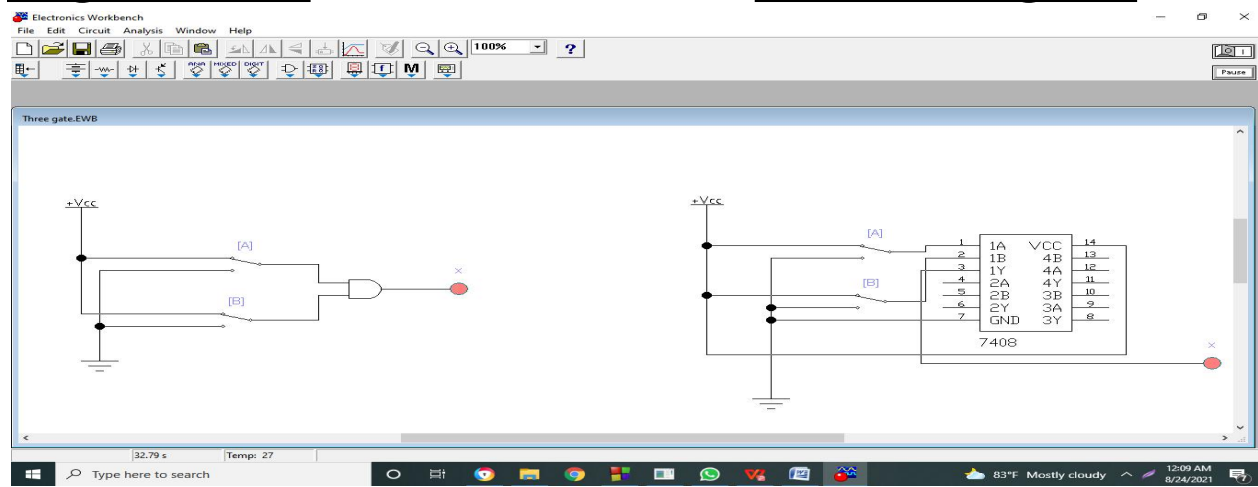 Electronics Workbench
File Edit Circuit Analysis Window Help
100%
?
ANA MIXED DIGIT
M
Pause
Three gate.EWB
+Vcc
[A]
[B]
x
+Vcc
[A]
[B]
1 1A VCC 14
2 1B 4B 13
3 1Y 4A 12
4 2A 4Y 11
5 2B 3B 10
6 2Y 3A 9
7 GND 3Y 8
7408
x
32.79 s Temp: 27
Type here to search
83°F Mostly cloudy
12:09 AM
8/24/2021